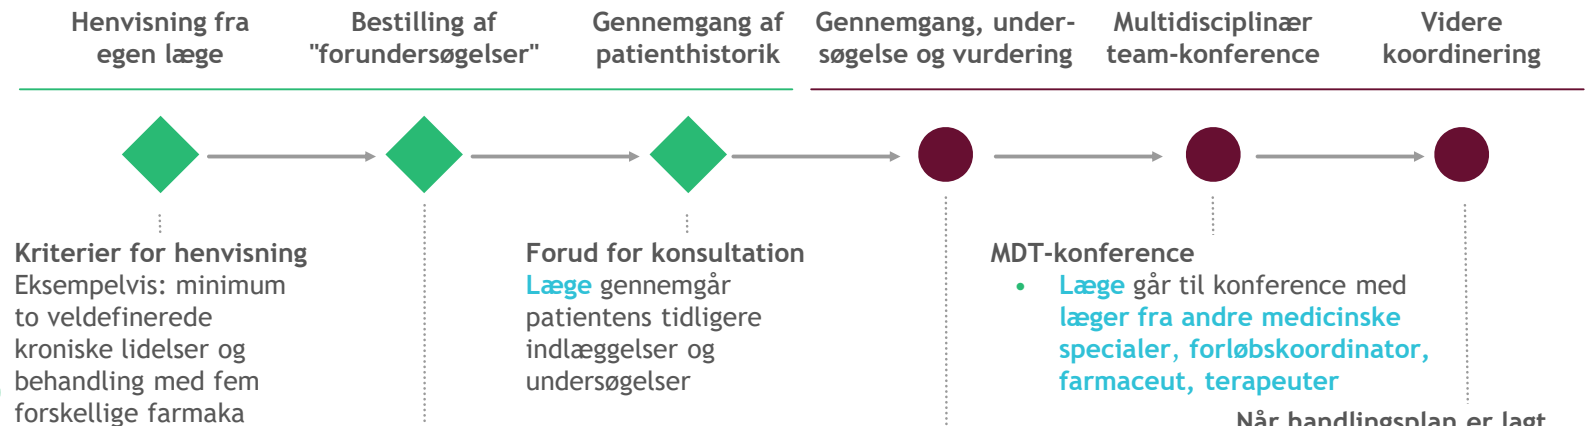 Henvisning fra
egen læge
Bestilling af
"forundersøgelser"
Gennemgang af
patienthistorik
Gennemgang, under-
søgelse og vurdering
Multidisciplinær
team-konference
Videre
koordinering
Kriterier for henvisning
Eksempelvis: minimum
to veldefinerede
kroniske lidelser og
behandling med fem
forskellige farmaka
Forud for konsultation
Læge gennemgår
patientens tidligere
indlæggelser og
undersøgelser
MDT-konference
• Læge går til konference med
læger fra andre medicinske
specialer, forløbskoordinator,
farmaceut, terapeuter
Når handlingsplan er lagt